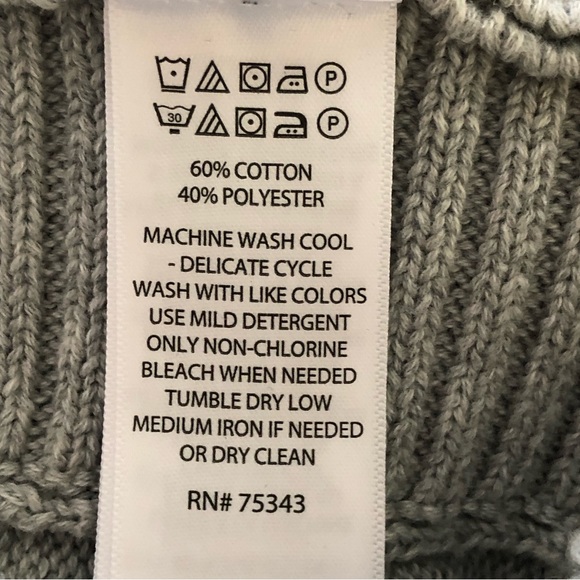 P
30 P
60% COTTON
40% POLYESTER
MACHINE WASH COOL
- DELICATE CYCLE
WASH WITH LIKE COLORS
USE MILD DETERGENT
ONLY NON-CHLORINE
BLEACH WHEN NEEDED
TUMBLE DRY LOW
MEDIUM IRON IF NEEDED
OR DRY CLEAN
RN# 75343